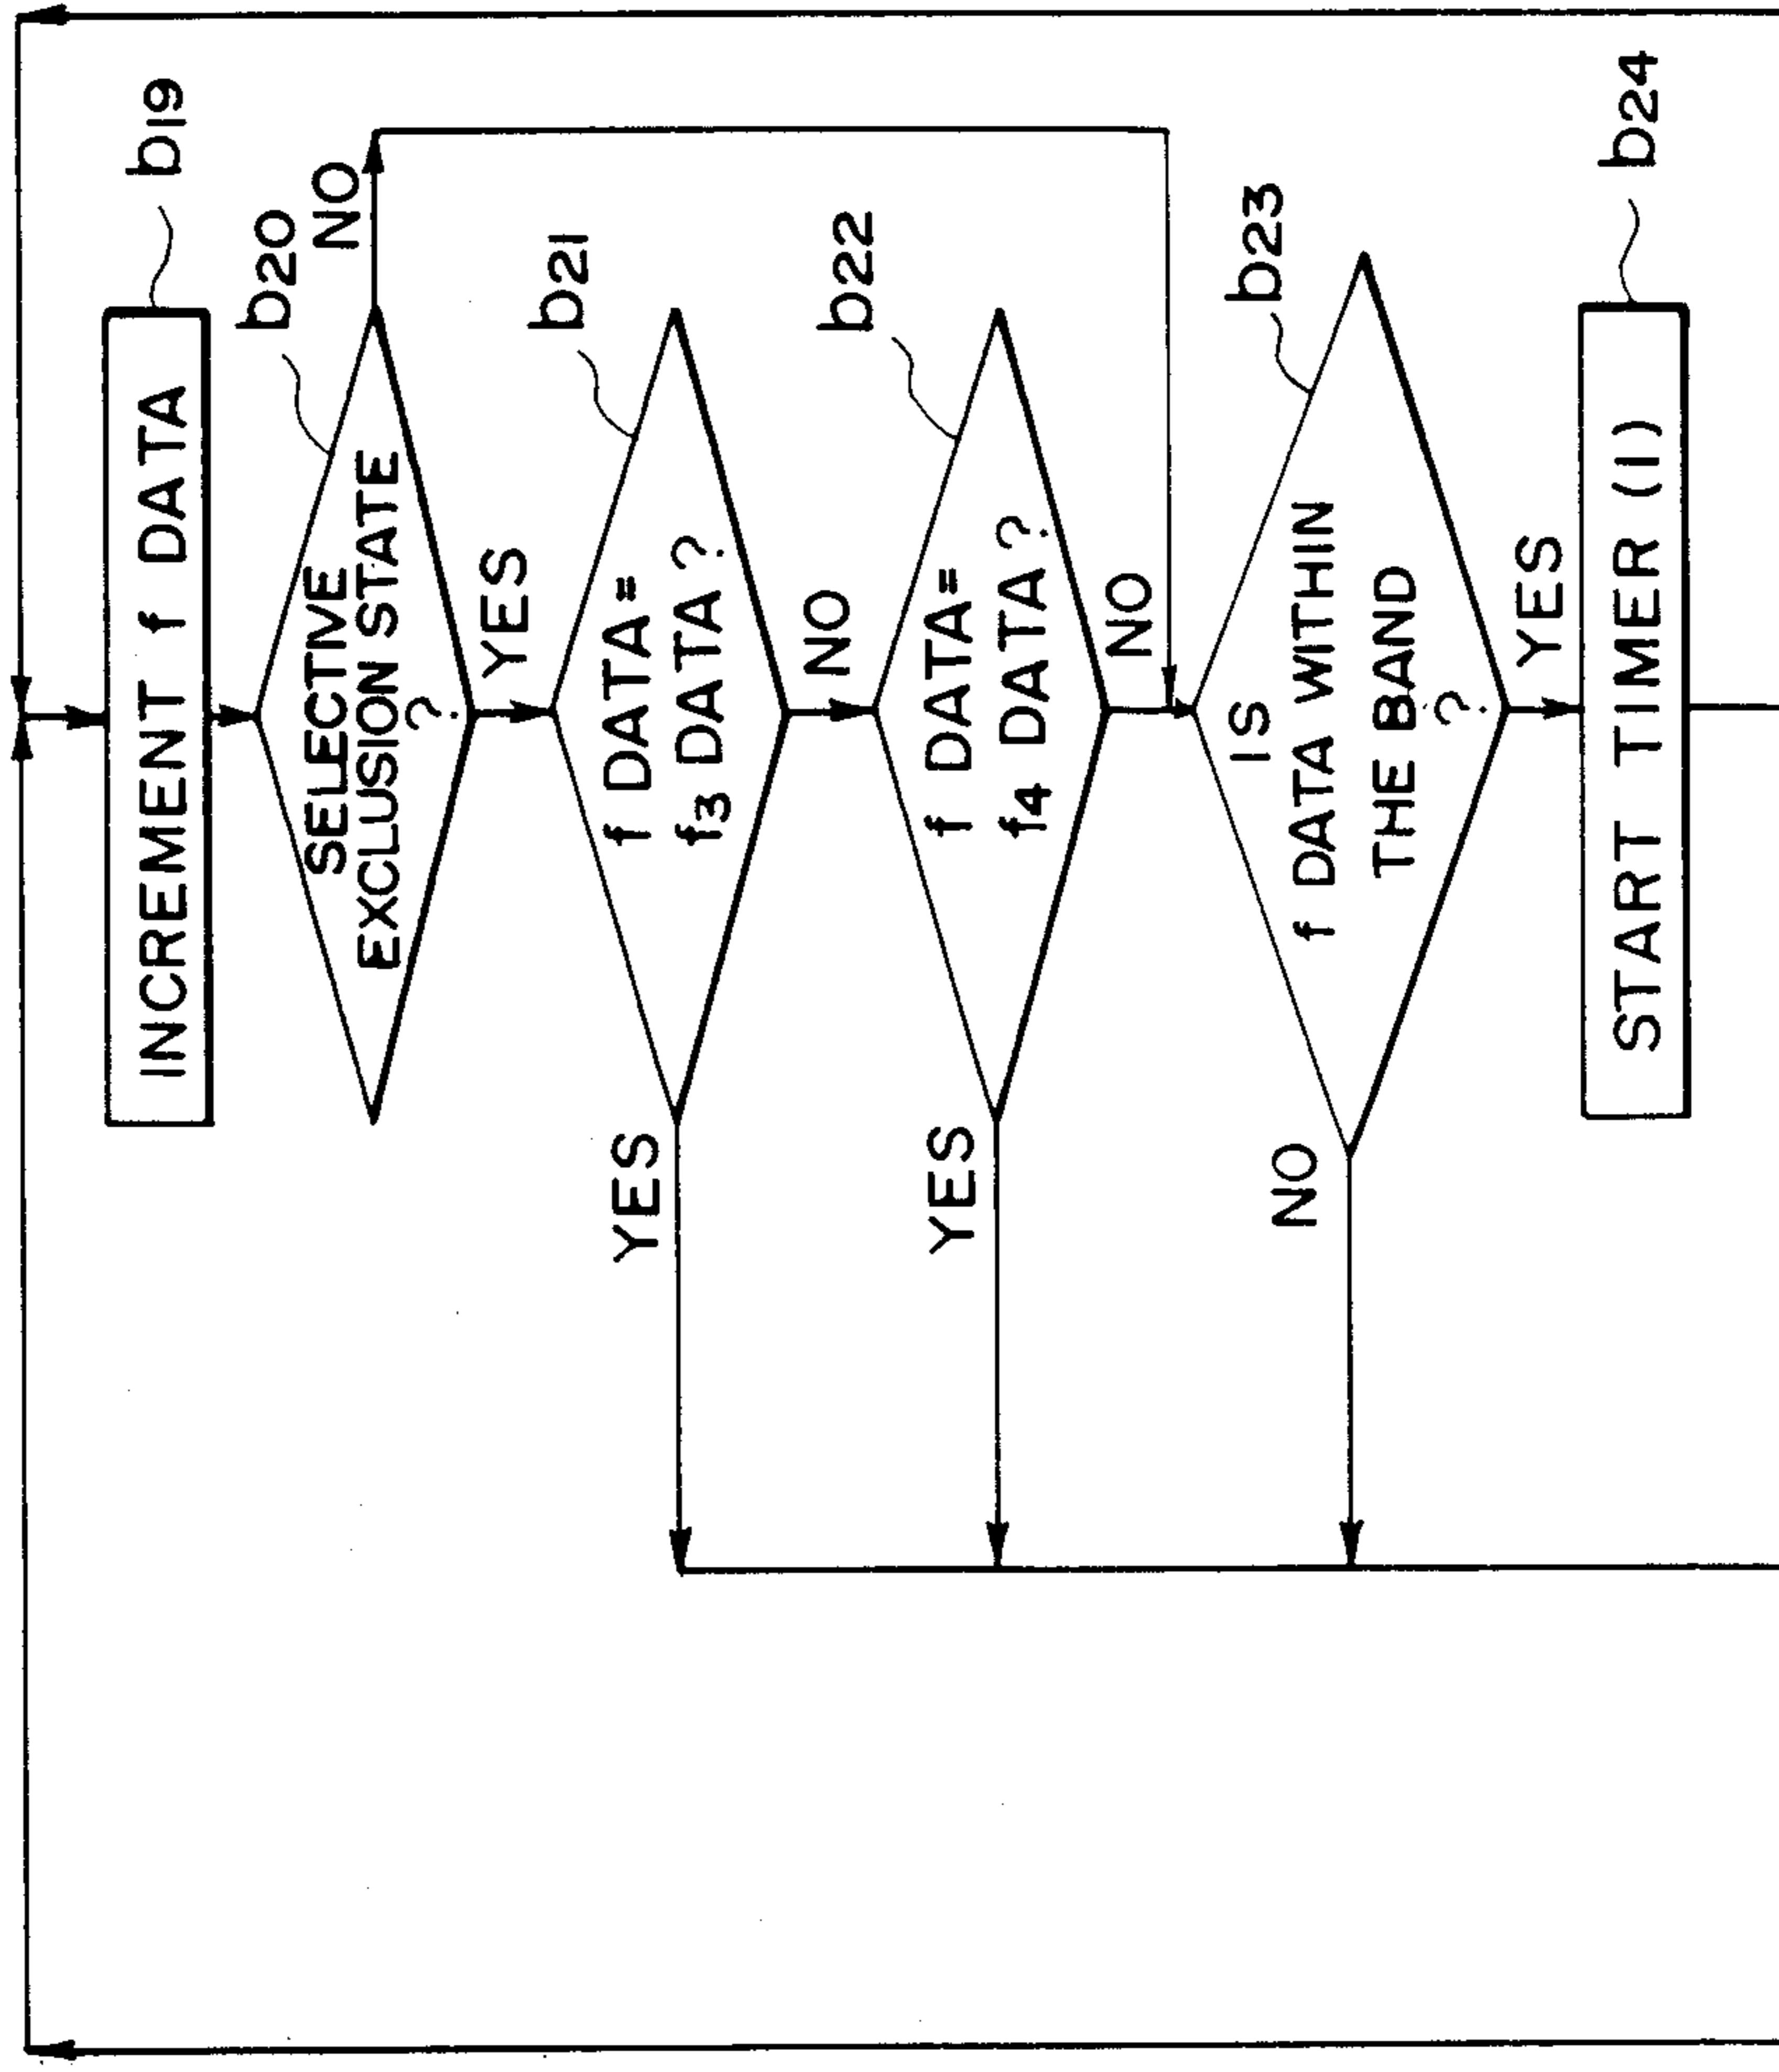 INCREMENT f DATA
b19
SELECTIVE
EXCLUSION STATE
?
b20
NO
YES
f DATA=
f3 DATA?
b21
YES
NO
f DATA=
f4 DATA?
b22
YES
NO
IS
f DATA WITHIN
THE BAND
?
b23
NO
YES
START TIMER (1)
b24